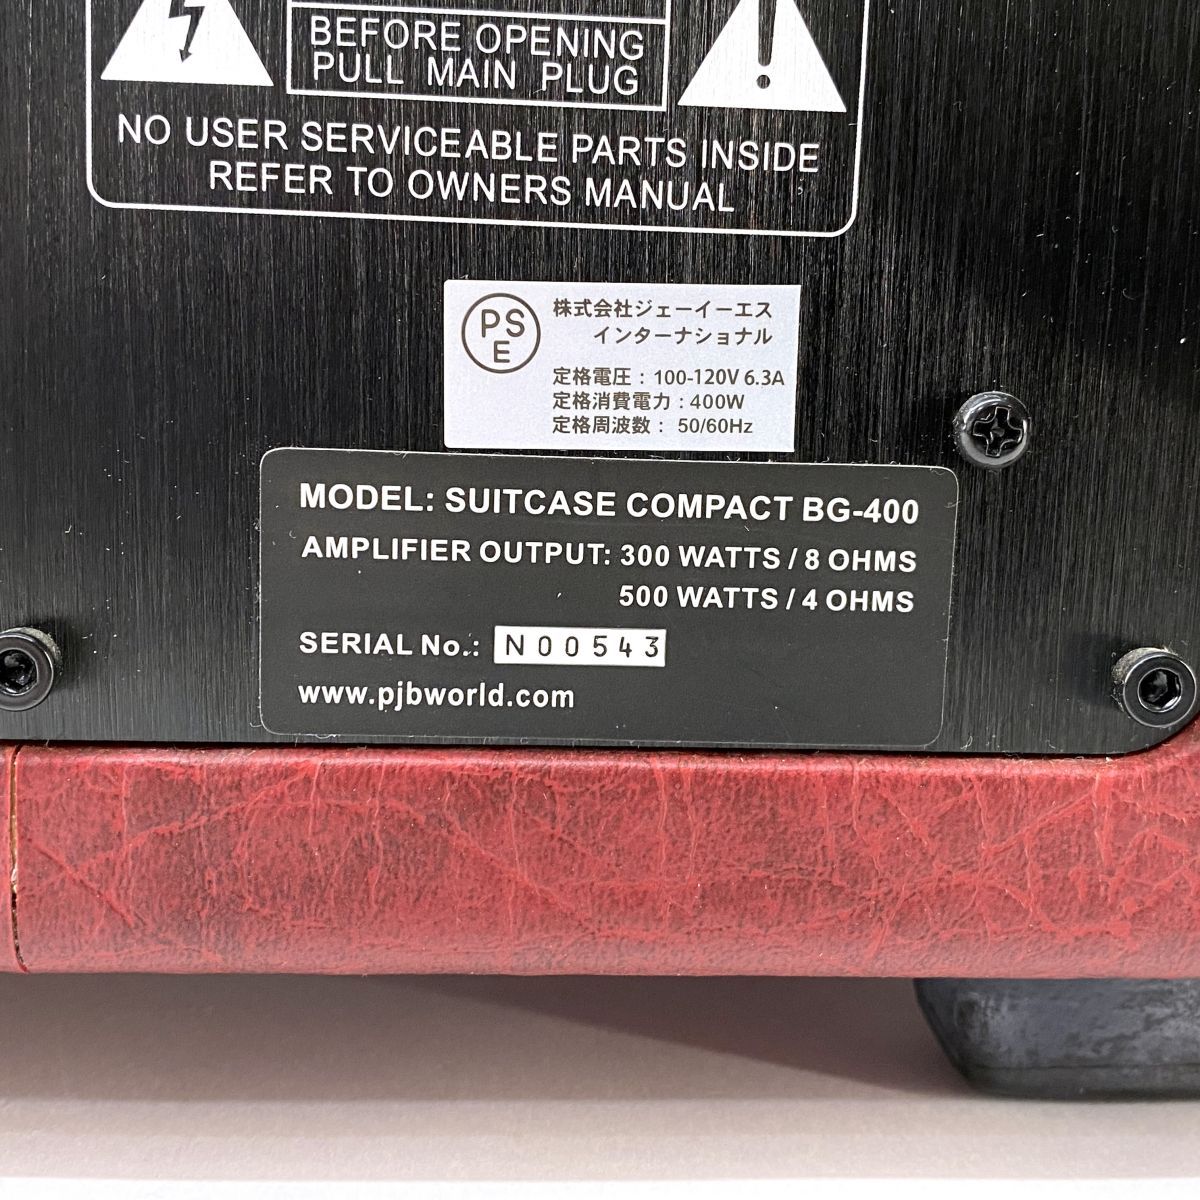 BEFORE OPENING
PULL MAIN PLUG
NO USER SERVICEABLE PARTS INSIDE
REFER TO OWNERS MANUAL
PS
E
株式会社ジェーイーエス
インターナショナル
定格電圧： 100-120V 6.3A
定格消費電力：400W
定格周波数： 50/60Hz
MODEL: SUITCASE COMPACT BG-400
AMPLIFIER OUTPUT: 300 WATTS / 8 OHMS
500 WATTS / 4 OHMS
SERIAL No.: N00543
www.pjbworld.com